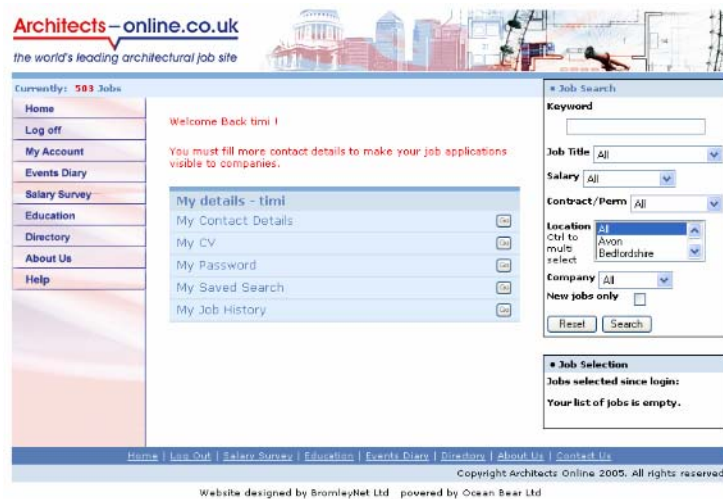 Architects-online.co.uk
the world's leading architectural job site
Currently: 503 Jobs
Home
Log off
My Account
Events Diary
Salary Survey
Education
Directory
About Us
Help
Welcome Back timi !
You must fill more contact details to make your job applications
visible to companies.
My details - timi
My Contact Details Go
My CV Go
My Password Go
My Saved Search Go
My Job History Go
Job Search
Keyword
Job Title All
Salary All
Contract/Perm All
Location
Ctrl to
multi
select
All
Avon
Bedfordshire
Company All
New jobs only
Reset Search
Job Selection
Jobs selected since login:
Your list of jobs is empty.
Home | Log Out | Salary Survey | Education | Events Diary | Directory | About Us | Contact Us
Copyright Architects Online 2005. All rights reserved
Website designed by BromleyNet Ltd powered by Ocean Bear Ltd